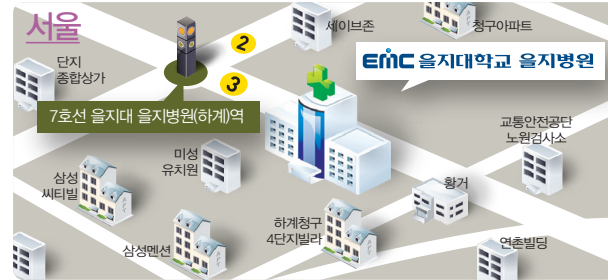 서울
2
세이브존
청구아파트
단지
종합상가
3
EMC 을지대학교 을지병원
7호선 을지대 을지병원(하계)역
교통안전공단
노원검사소
미성
유치원
삼성
씨티빌
황거
하계청구
4단지빌라
삼성멘션
연촌빌딩